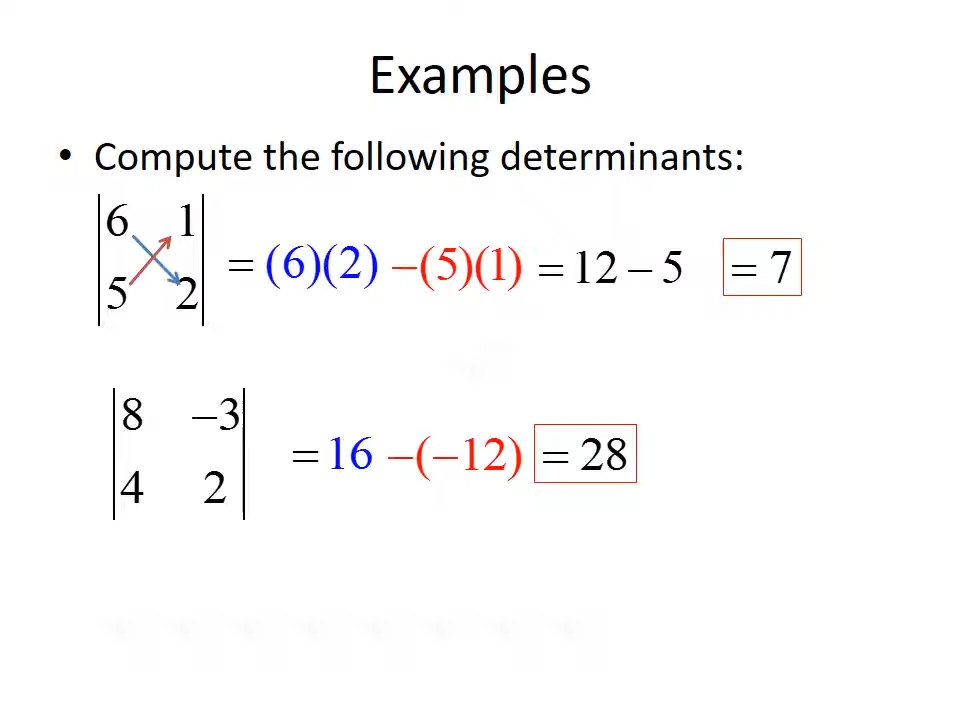 Examples
• Compute the following determinants:
|6 1|
|5 2| = (6)(2) –(5)(1) = 12 – 5 = 7
|8 –3|
|4 2| = 16 –(–12) = 28